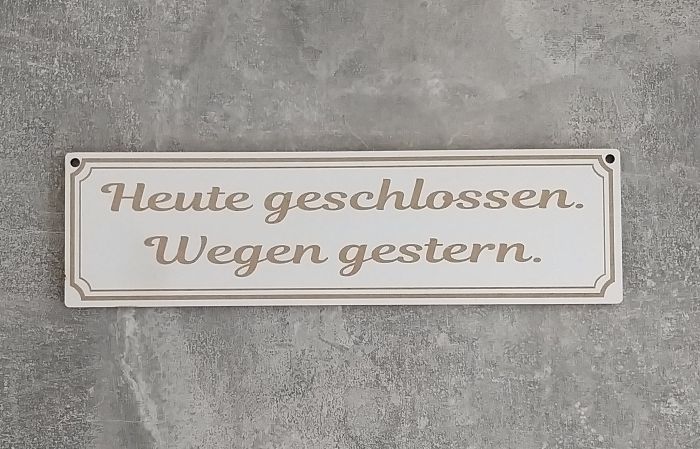 Heute geschlossen.
Wegen gestern.